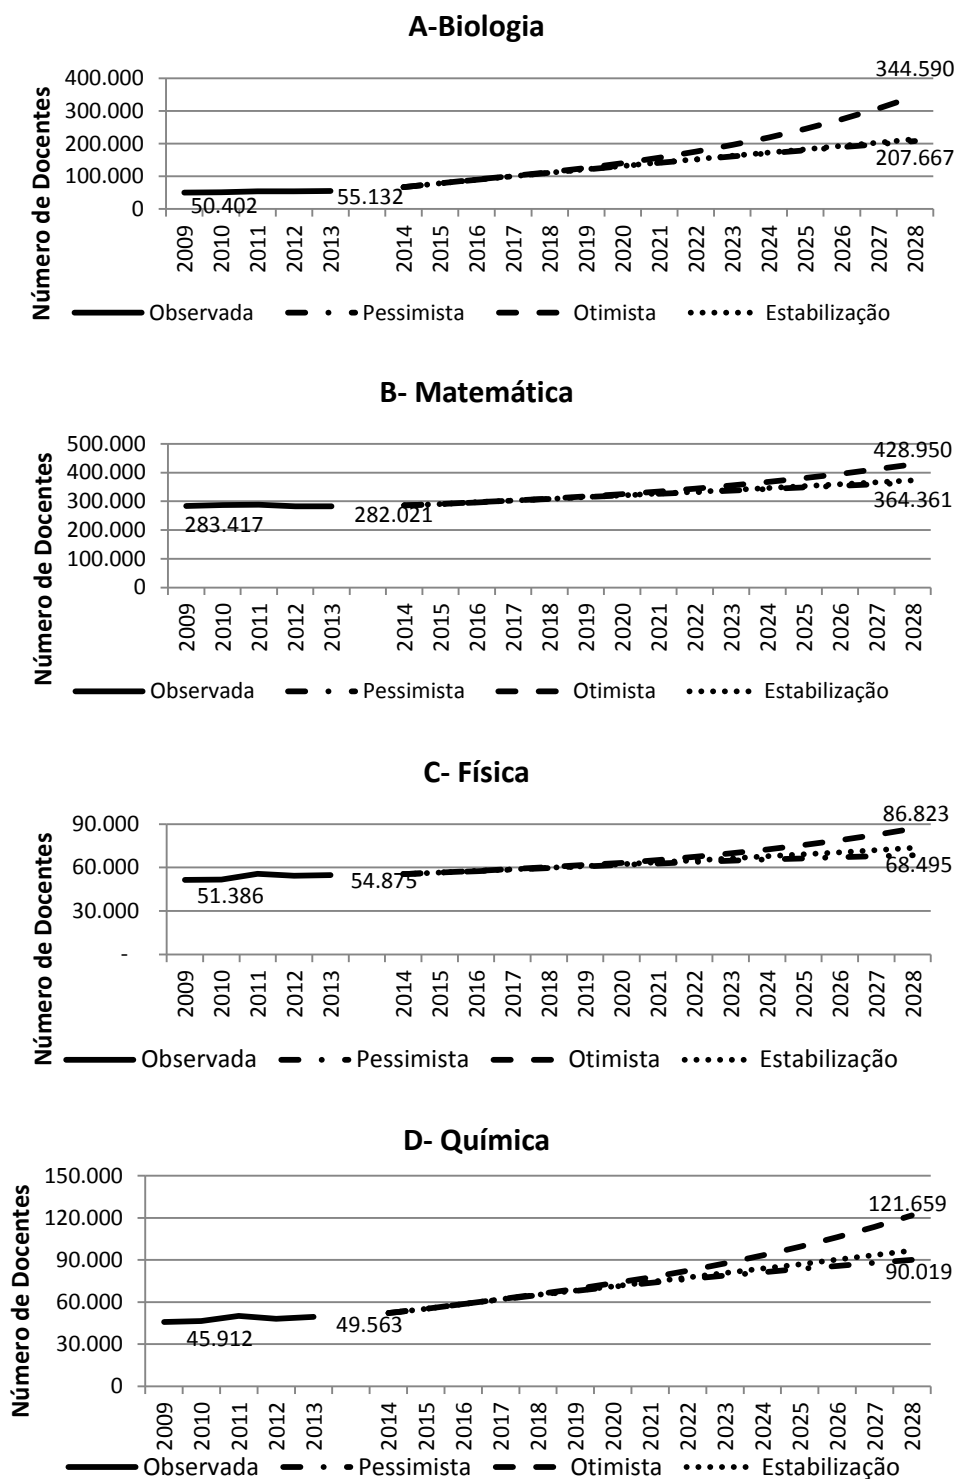 A-Biologia
Número de Docentes
400.000
300.000
200.000
100.000
0
344.590
207.667
50.402
55.132
2009 2010 2011 2012 2013 2014 2015 2016 2017 2018 2019 2020 2021 2022 2023 2024 2025 2026 2027 2028
Observada Pessimista Otimista Estabilização
B- Matemática
Número de Docentes
500.000
400.000
300.000
200.000
100.000
0
428.950
364.361
283.417
282.021
2009 2010 2011 2012 2013 2014 2015 2016 2017 2018 2019 2020 2021 2022 2023 2024 2025 2026 2027 2028
Observada Pessimista Otimista Estabilização
C- Física
Número de Docentes
90.000
60.000
30.000
-
86.823
68.495
51.386
54.875
2009 2010 2011 2012 2013 2014 2015 2016 2017 2018 2019 2020 2021 2022 2023 2024 2025 2026 2027 2028
Observada Pessimista Otimista Estabilização
D- Química
Número de Docentes
150.000
120.000
90.000
60.000
30.000
0
121.659
90.019
45.912
49.563
2009 2010 2011 2012 2013 2014 2015 2016 2017 2018 2019 2020 2021 2022 2023 2024 2025 2026 2027 2028
Observada Pessimista Otimista Estabilização